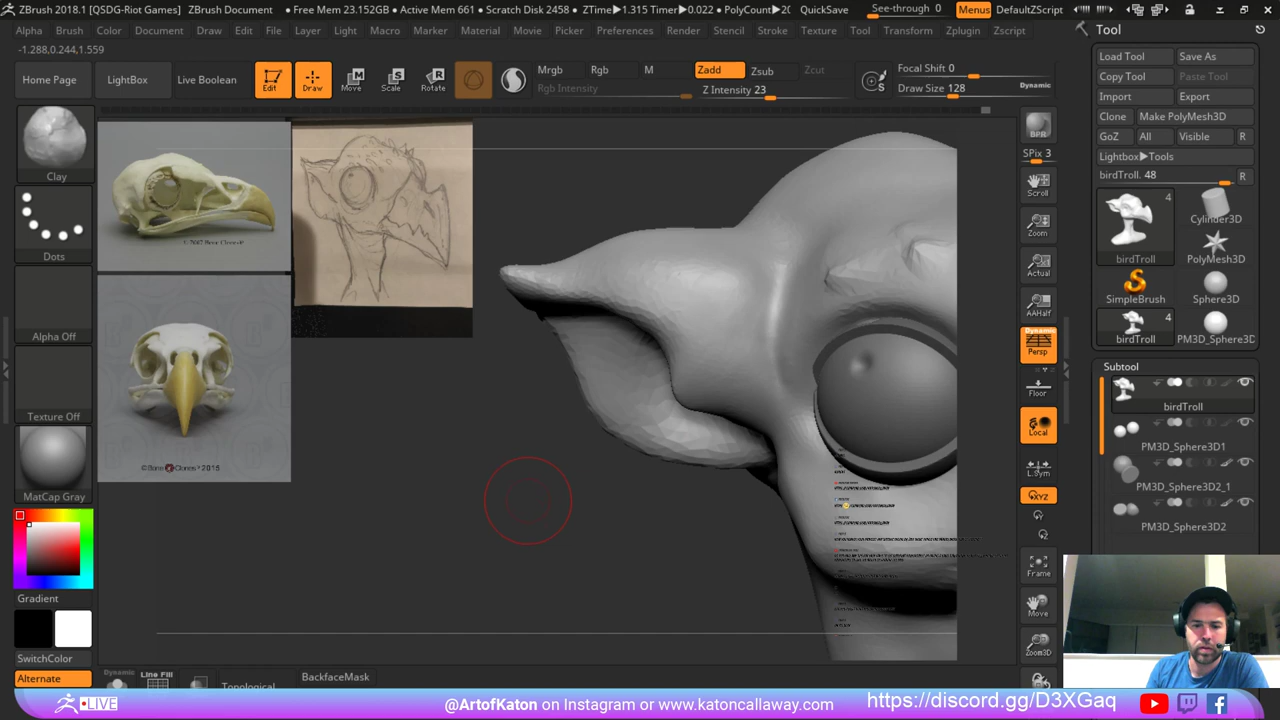 ZBrush 2018.1 [QSDG-Riot Games]
ZBrush Document
• Free Mem 23.152GB • Active Mem 661 • Scratch Disk 2458 • ZTime▶1.315 Timer▶0.022 • PolyCount▶2
QuickSave
See-through 0
Menus
DefaultZScript
Alpha
Brush
Color
Document
Draw
Edit
File
Layer
Light
Macro
Marker
Material
Movie
Picker
Preferences
Render
Stencil
Stroke
Texture
Tool
Transform
Zplugin
Zscript
-1.288,0.244,1.559
Home Page
LightBox
Live Boolean
Edit
Draw
Move
Scale
Rotate
Mrgb
Rgb
M
Rgb Intensity
Zadd
Zsub
Zcut
Z Intensity 23
Focal Shift 0
Draw Size 128
Dynamic
Clay
Dots
Alpha Off
Texture Off
MatCap Gray
Gradient
SwitchColor
Alternate
BPR
SPix 3
Scroll
Zoom
Actual
AAHalf
Dynamic
Persp
Floor
Local
L.Sym
XYZ
Frame
Move
Zoom3D
Tool
Load Tool
Save As
Copy Tool
Paste Tool
Import
Export
Clone
Make PolyMesh3D
GoZ
All
Visible
R
Lightbox▶Tools
birdTroll. 48
R
4
birdTroll
Cylinder3D
PolyMesh3D
SimpleBrush
Sphere3D
4
birdTroll
PM3D_Sphere3D
Subtool
birdTroll
PM3D_Sphere3D1
PM3D_Sphere3D2_1
PM3D_Sphere3D2
Dynamic
Line Fill
Topological
BackfaceMask
LIVE
@ArtofKaton on Instagram or www.katoncallaway.com
https://discord.gg/D3XGaq